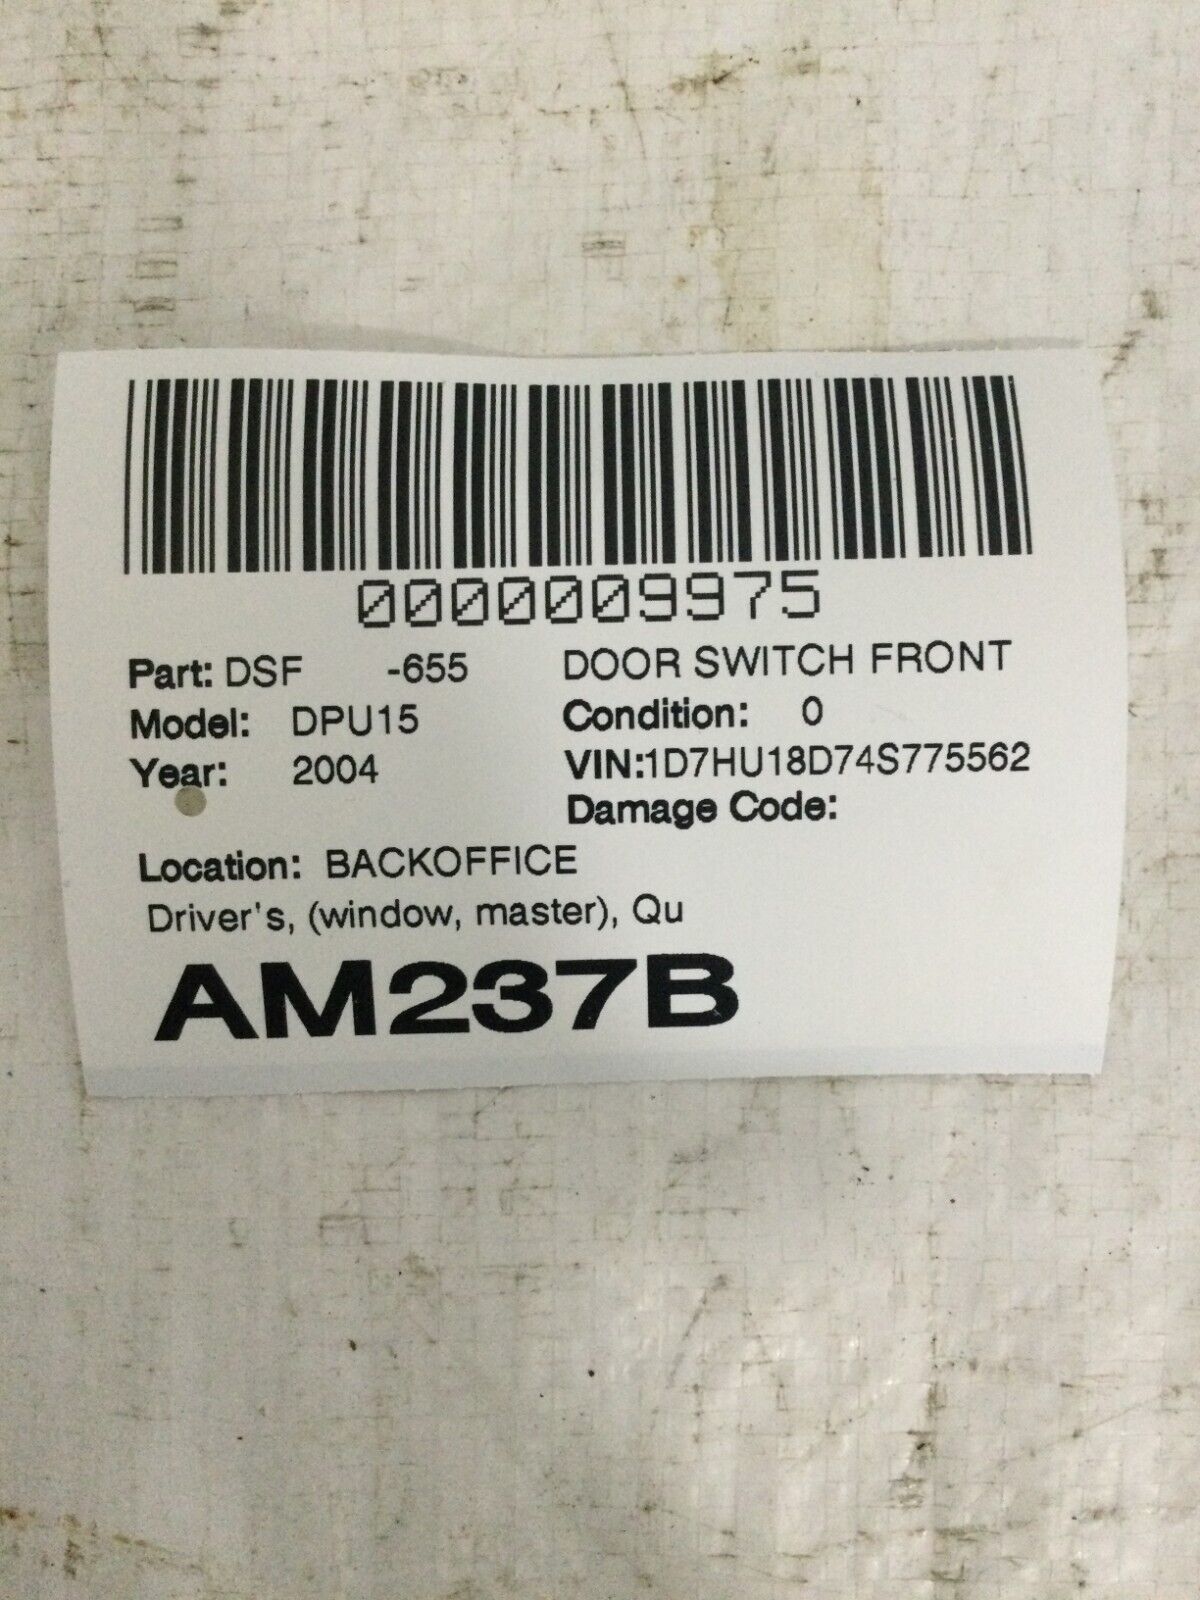 0000009975
Part: DSF -655 DOOR SWITCH FRONT
Model: DPU15 Condition: 0
Year: 2004 VIN:1D7HU18D74S775562
Damage Code:
Location: BACKOFFICE
Driver's, (window, master), Qu
AM237B